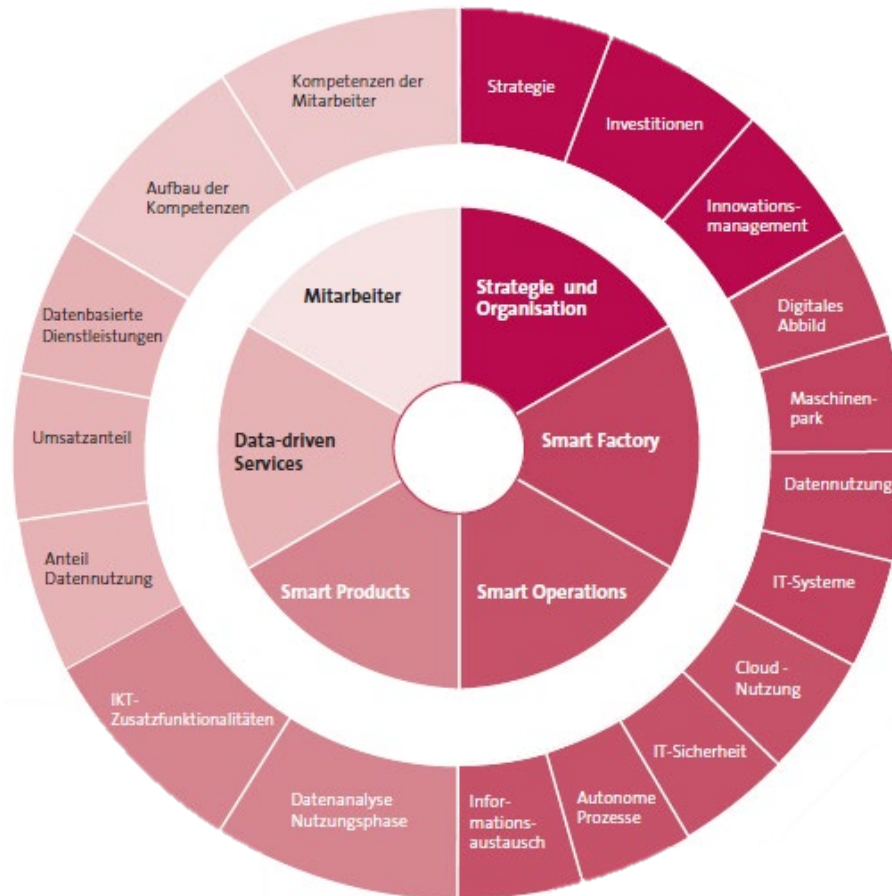 Kompetenzen der
Mitarbeiter
Strategie
Investitionen
Innovations-
management
Digitales
Abbild
Maschinen-
park
Datennutzung
IT-Systeme
Cloud -
Nutzung
IT-Sicherheit
Autonome
Prozesse
Infor-
mations-
austausch
Datenanalyse
Nutzungsphase
IKT-
Zusatzfunktionalitäten
Anteil
Datennutzung
Umsatzanteil
Datenbasierte
Dienstleistungen
Aufbau der
Kompetenzen
Mitarbeiter
Strategie und
Organisation
Smart Factory
Smart Operations
Smart Products
Data-driven
Services